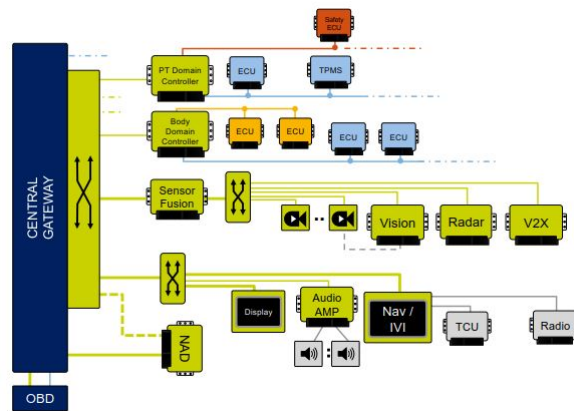 Safety
ECU
PT Domain
Controller
ECU
TPMS
Body
Domain
Controller
ECU
ECU
ECU
ECU
CENTRAL
GATEWAY
Sensor
Fusion
Vision
Radar
V2X
Display
Audio
AMP
Nav /
IVI
TCU
Radio
NAD
OBD